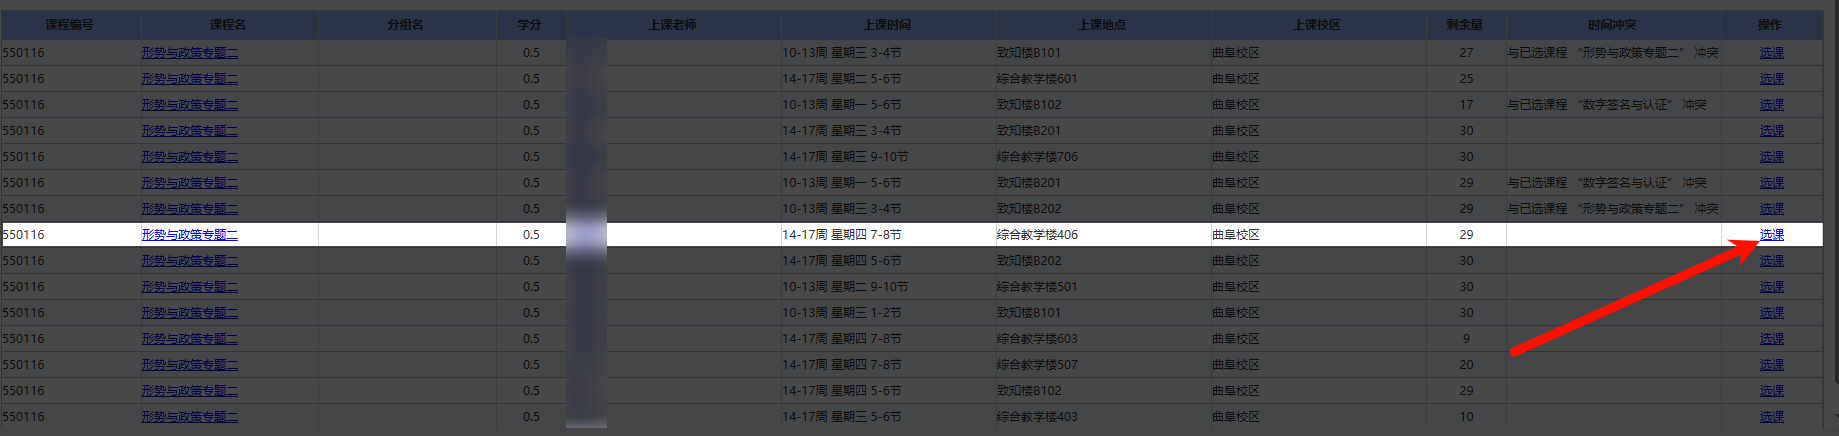 课程编号 课程名 分组名 学分 上课老师 上课时间 上课地点 上课校区 剩余量 时间冲突 操作
550116 形势与政策专题二 0.5 10-13周 星期三 3-4节 致知楼B101 曲阜校区 27 与已选课程 “形势与政策专题二” 冲突 选课
550116 形势与政策专题二 0.5 14-17周 星期二 5-6节 综合教学楼601 曲阜校区 25 选课
550116 形势与政策专题二 0.5 10-13周 星期一 5-6节 致知楼B102 曲阜校区 17 与已选课程 “数字签名与认证” 冲突 选课
550116 形势与政策专题二 0.5 14-17周 星期三 3-4节 致知楼B201 曲阜校区 30 选课
550116 形势与政策专题二 0.5 14-17周 星期三 9-10节 综合教学楼706 曲阜校区 30 选课
550116 形势与政策专题二 0.5 10-13周 星期一 5-6节 致知楼B201 曲阜校区 29 与已选课程 “数字签名与认证” 冲突 选课
550116 形势与政策专题二 0.5 10-13周 星期三 3-4节 致知楼B202 曲阜校区 29 与已选课程 “形势与政策专题二” 冲突 选课
550116 形势与政策专题二 0.5 14-17周 星期四 7-8节 综合教学楼406 曲阜校区 29 选课
550116 形势与政策专题二 0.5 14-17周 星期四 5-6节 致知楼B202 曲阜校区 30 选课
550116 形势与政策专题二 0.5 10-13周 星期二 9-10节 综合教学楼501 曲阜校区 30 选课
550116 形势与政策专题二 0.5 10-13周 星期三 1-2节 致知楼B101 曲阜校区 30 选课
550116 形势与政策专题二 0.5 14-17周 星期四 7-8节 综合教学楼603 曲阜校区 9 选课
550116 形势与政策专题二 0.5 14-17周 星期四 7-8节 综合教学楼507 曲阜校区 20 选课
550116 形势与政策专题二 0.5 14-17周 星期四 5-6节 致知楼B102 曲阜校区 29 选课
550116 形势与政策专题二 0.5 14-17周 星期三 5-6节 综合教学楼403 曲阜校区 10 选课